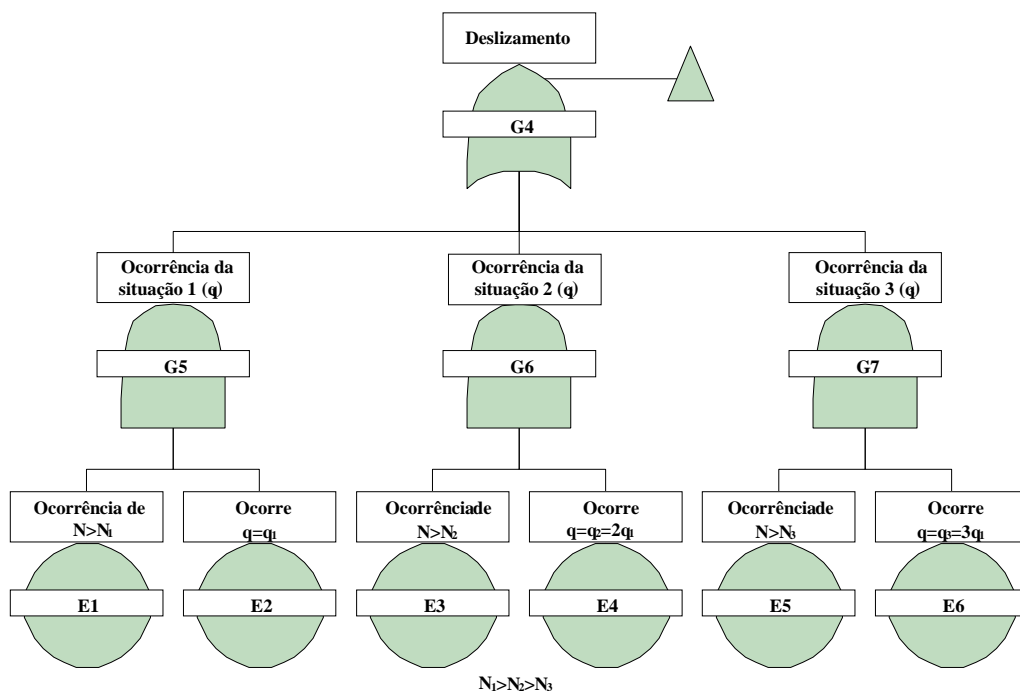 Deslizamento
G4
Ocorrência da
situação 1 (q)
Ocorrência da
situação 2 (q)
Ocorrência da
situação 3 (q)
G5
G6
G7
Ocorrência de
N>N₁
Ocorre
q=q₁
Ocorrênciade
N>N₂
Ocorre
q=q₂=2q₁
Ocorrênciade
N>N₃
Ocorre
q=q₃=3q₁
E1
E2
E3
E4
E5
E6
N₁>N₂>N₃